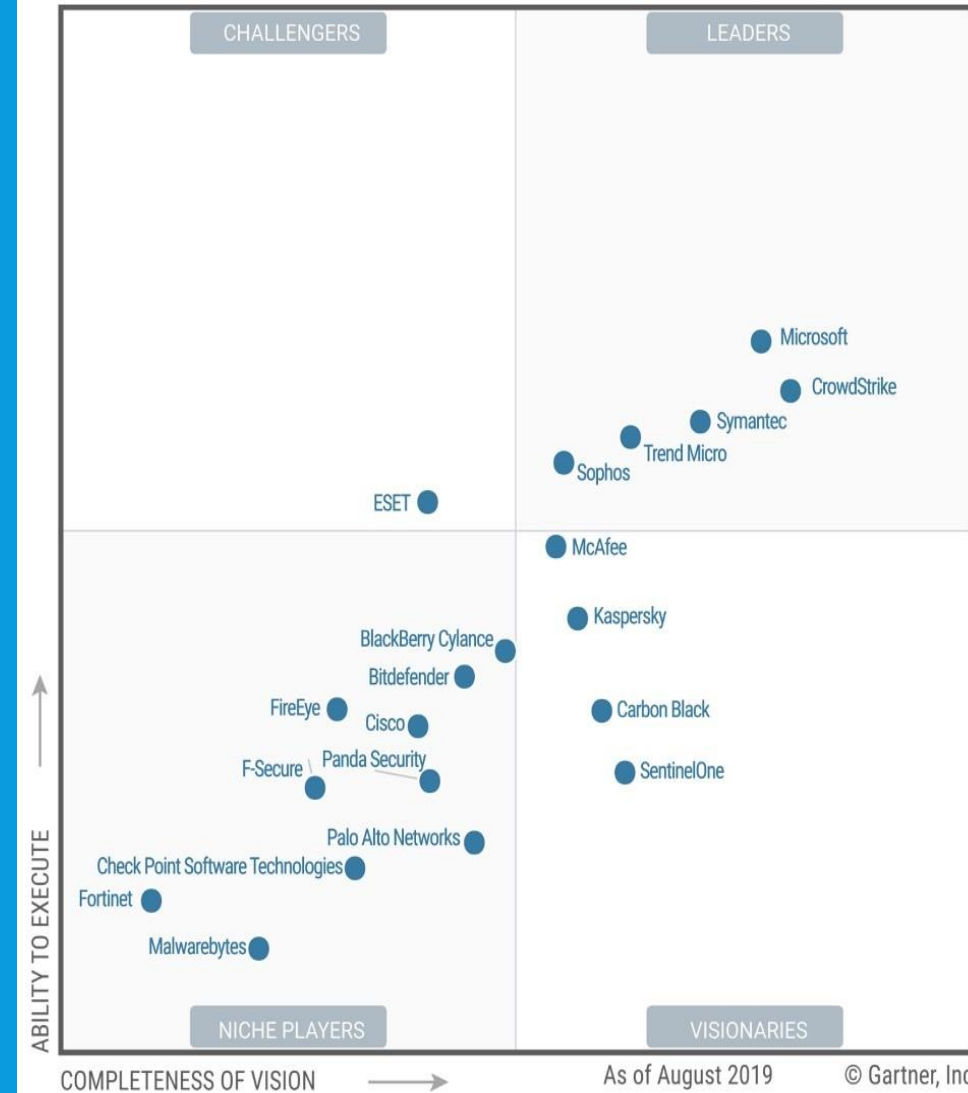 CHALLENGERS
LEADERS
Microsoft
CrowdStrike
Symantec
Trend Micro
Sophos
ESET
McAfee
Kaspersky
BlackBerry Cylance
Bitdefender
FireEye
Carbon Black
Cisco
Panda Security
F-Secure
SentinelOne
Palo Alto Networks
Check Point Software Technologies
Fortinet
Malwarebytes
NICHE PLAYERS
VISIONARIES
ABILITY TO EXECUTE
COMPLETENESS OF VISION
As of August 2019
© Gartner, Inc